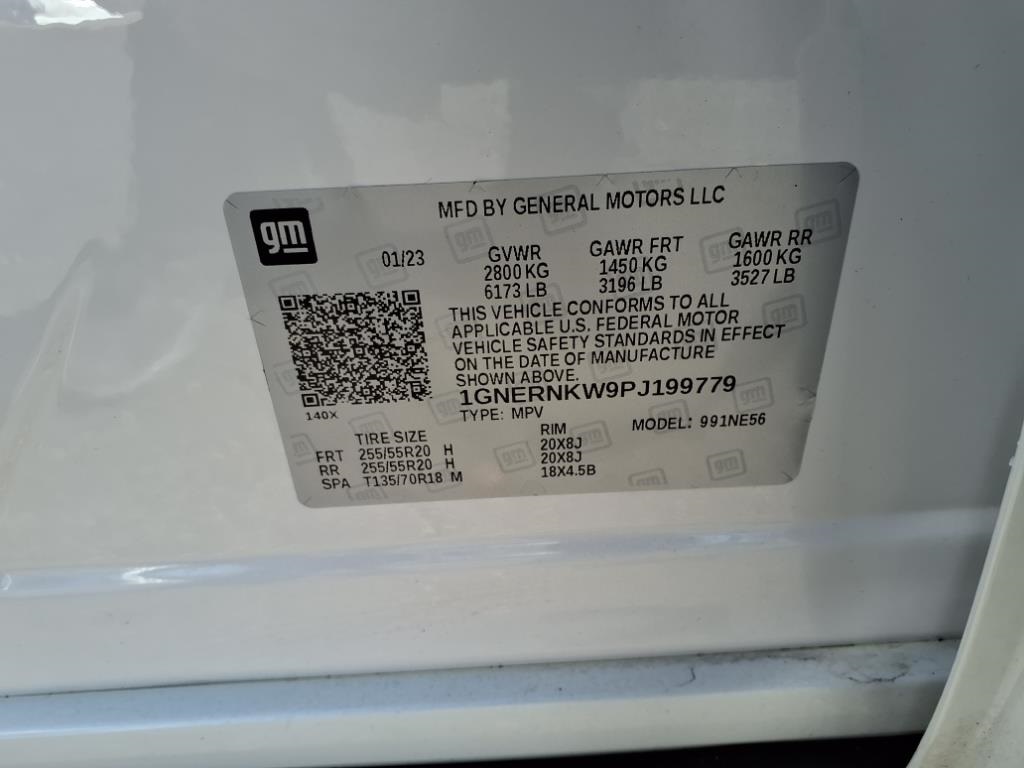 gm
MFD BY GENERAL MOTORS LLC
01/23
GVWR
2800 KG
6173 LB
GAWR FRT
1450 KG
3196 LB
GAWR RR
1600 KG
3527 LB
THIS VEHICLE CONFORMS TO ALL
APPLICABLE U.S. FEDERAL MOTOR
VEHICLE SAFETY STANDARDS IN EFFECT
ON THE DATE OF MANUFACTURE
SHOWN ABOVE.
1GNERNKW9PJ199779
140X
TYPE: MPV
MODEL: 991NE56
TIRE SIZE RIM
FRT 255/55R20 H 20X8J
RR 255/55R20 H 20X8J
SPA T135/70R18 M 18X4.5B